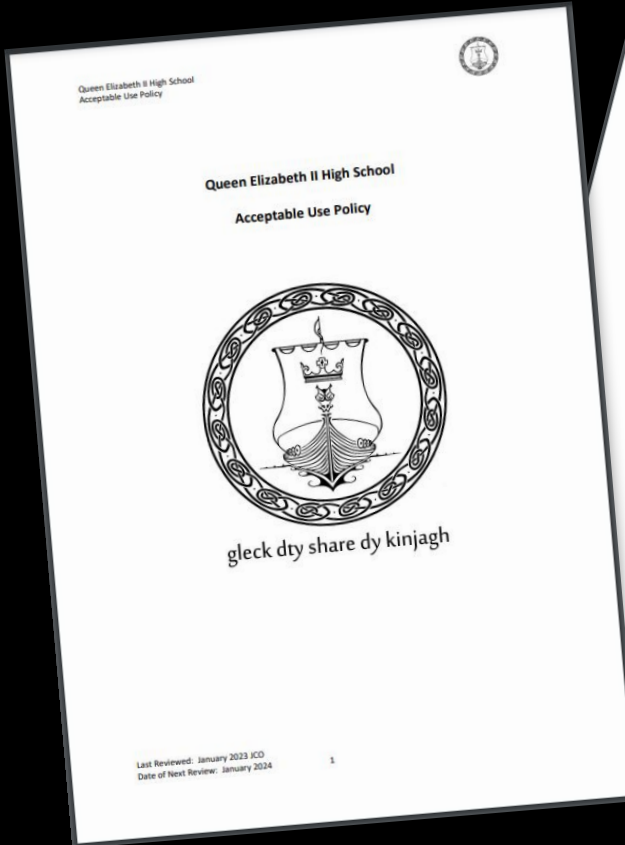 Queen Elizabeth II High School
Acceptable Use Policy
Queen Elizabeth II High School
Acceptable Use Policy
gleck dty share dy kinjagh
Last Reviewed: January 2023 JCO
Date of Next Review: January 2024
1